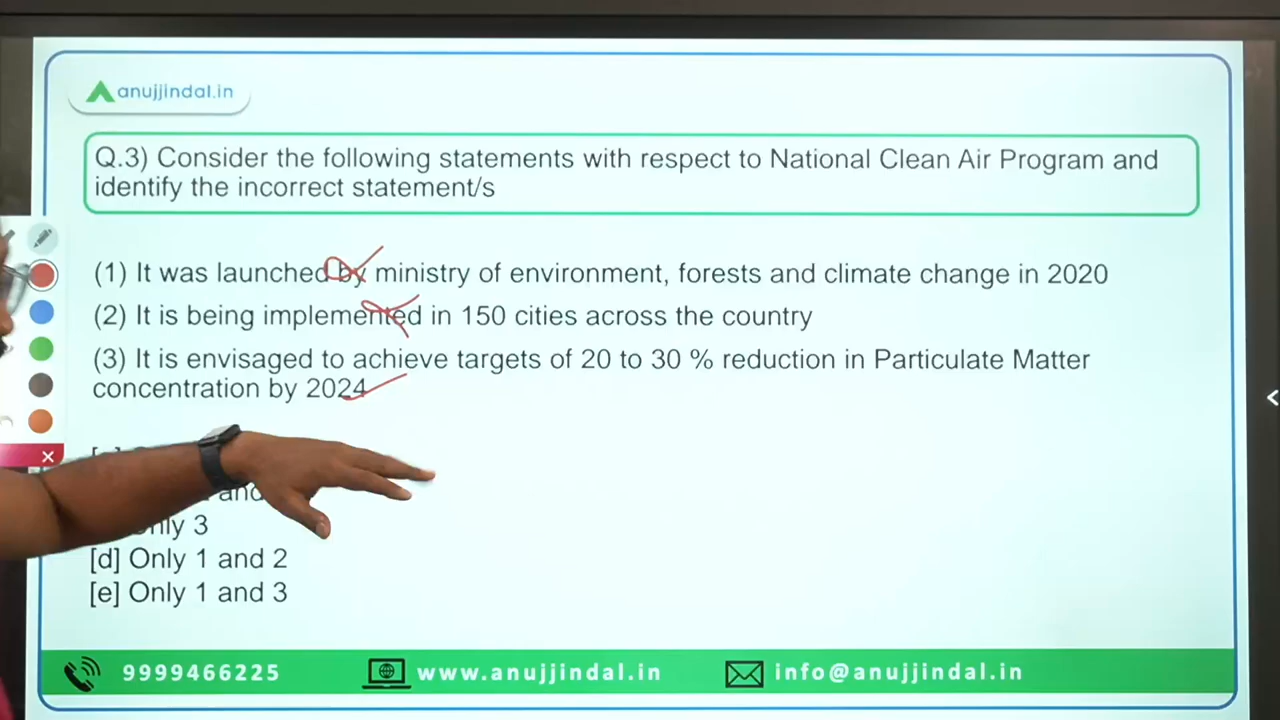 anujjindal.in
Q.3) Consider the following statements with respect to National Clean Air Program and
identify the incorrect statement/s
(1) It was launched by ministry of environment, forests and climate change in 2020
(2) It is being implemented in 150 cities across the country
(3) It is envisaged to achieve targets of 20 to 30 % reduction in Particulate Matter
concentration by 2024
and
3
[d] Only 1 and 2
[e] Only 1 and 3
9999466225 www.anujjindal.in info@anujjindal.in